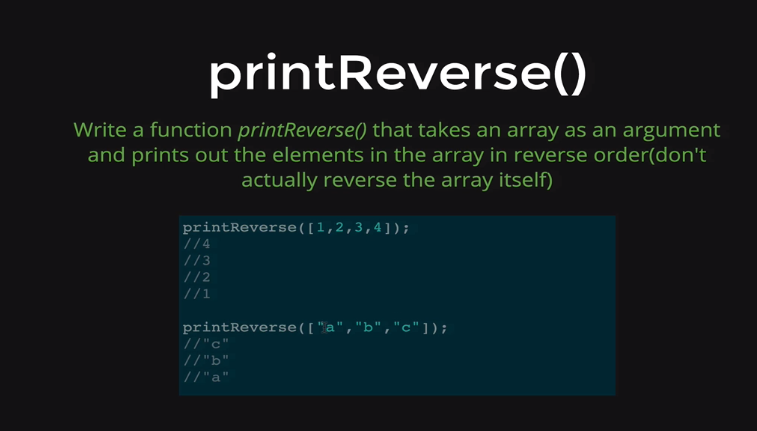 printReverse()
Write a function printReverse() that takes an array as an argument
and prints out the elements in the array in reverse order(don't
actually reverse the array itself)
printReverse([1,2,3,4]);
//4
//3
//2
//1
printReverse(["a","b","c"]);
//"c"
//"b"
//"a"